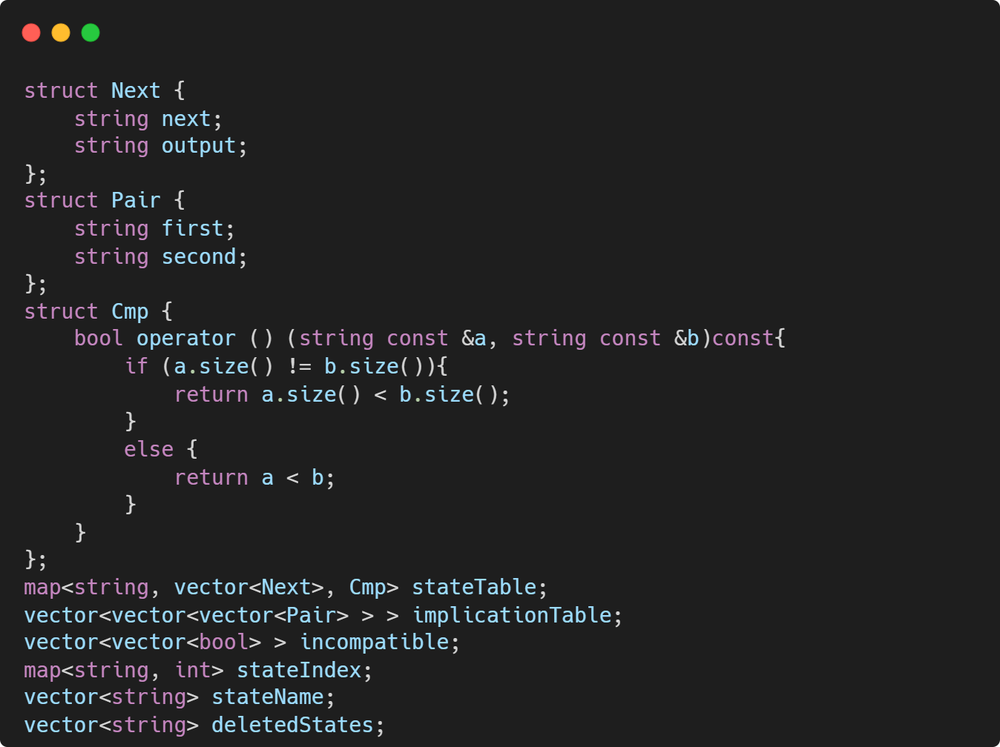 struct Next {
    string next;
    string output;
};
struct Pair {
    string first;
    string second;
};
struct Cmp {
    bool operator () (string const &a, string const &b)const{
        if (a.size() != b.size()){
            return a.size() < b.size();
        }
        else {
            return a < b;
        }
    }
};
map<string, vector<Next>, Cmp> stateTable;
vector<vector<vector<Pair> > > implicationTable;
vector<vector<bool> > incompatible;
map<string, int> stateIndex;
vector<string> stateName;
vector<string> deletedStates;